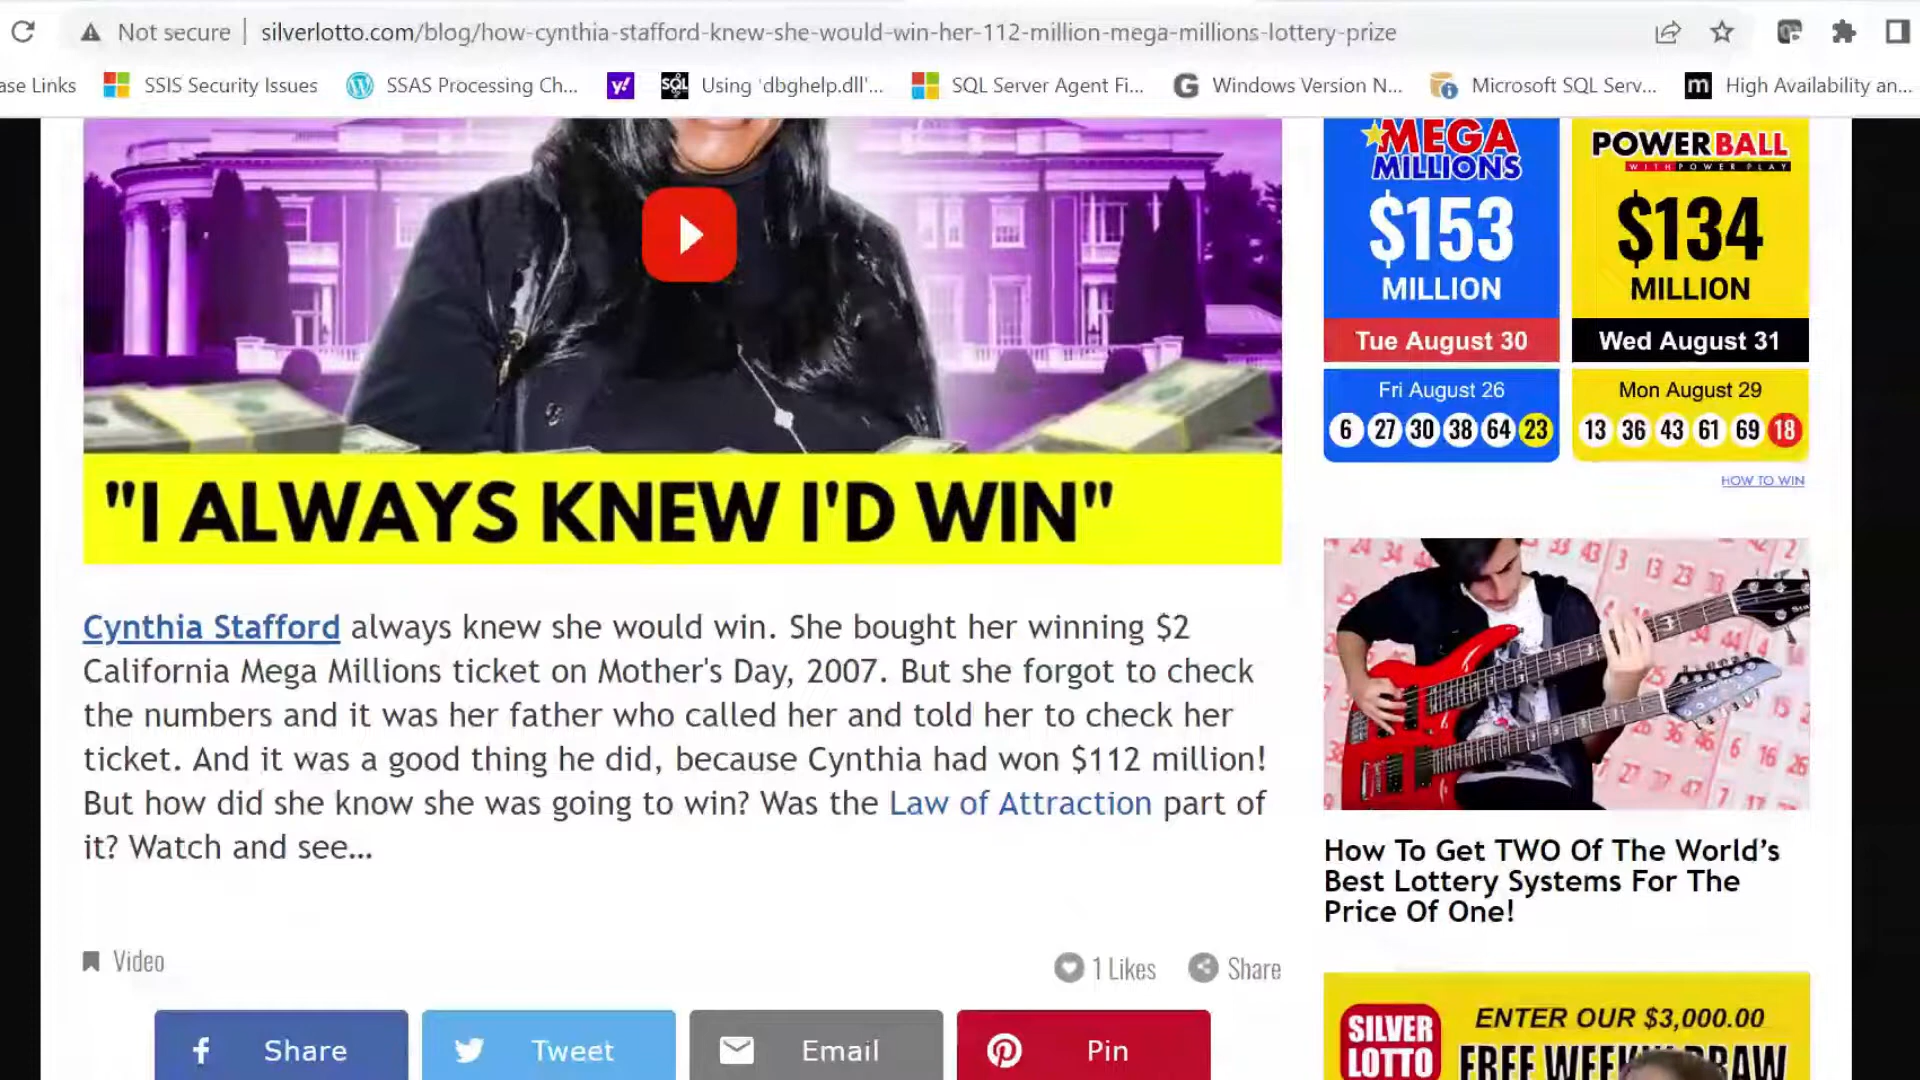 Not secure | silverlotto.com/blog/how-cynthia-stafford-knew-she-would-win-her-112-million-mega-millions-lottery-prize
ase Links SSIS Security Issues SSAS Processing Ch... y! SQL Using 'dbghelp.dll'... SQL Server Agent Fi... G Windows Version N... Microsoft SQL Serv... m High Availability an...
"I ALWAYS KNEW I'D WIN"
Cynthia Stafford always knew she would win. She bought her winning $2
California Mega Millions ticket on Mother's Day, 2007. But she forgot to check
the numbers and it was her father who called her and told her to check her
ticket. And it was a good thing he did, because Cynthia had won $112 million!
But how did she know she was going to win? Was the Law of Attraction part of
it? Watch and see...
Video
1 Likes Share
Share Tweet Email Pin
MEGA
MILLIONS
$153
MILLION
Tue August 30
Fri August 26
6 27 30 38 64 23
POWERBALL
WITH POWER PLAY
$134
MILLION
Wed August 31
Mon August 29
13 36 43 61 69 18
HOW TO WIN
How To Get TWO Of The World's
Best Lottery Systems For The
Price Of One!
SILVER
LOTTO
ENTER OUR $3,000.00
FREE